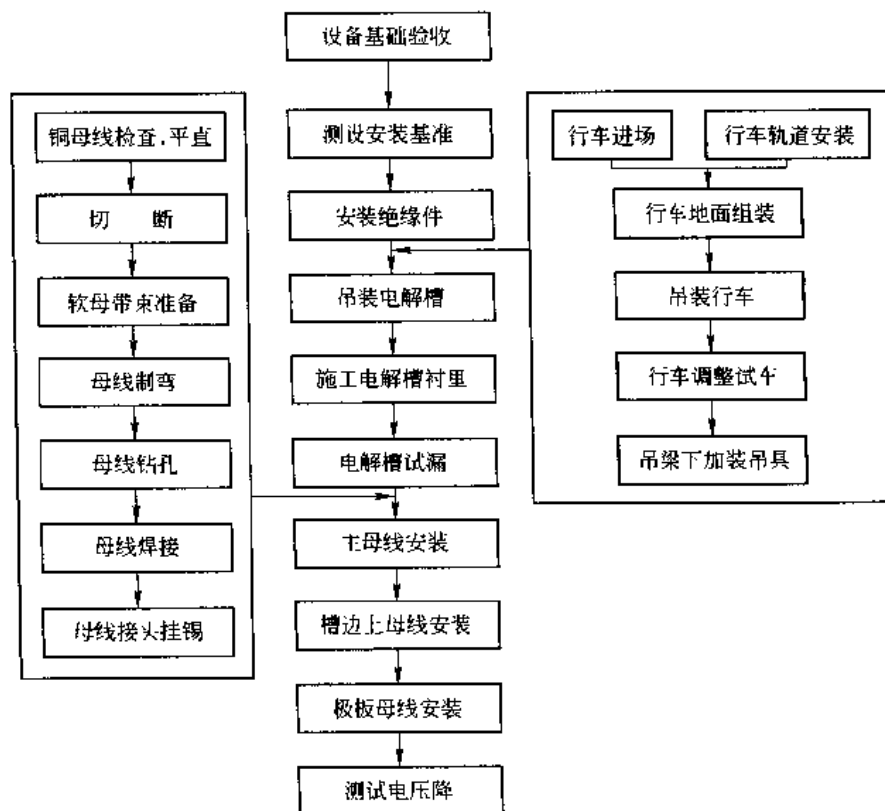 设备基础验收
测设安装基准
安装绝缘件
吊装电解槽
施工电解槽衬里
电解槽试漏
主母线安装
槽边上母线安装
极板母线安装
测试电压降
铜母线检查,平直
切 断
软母带束准备
母线制弯
母线钻孔
母线焊接
母线接头挂锡
行车进场
行车轨道安装
行车地面组装
吊装行车
行车调整试车
吊梁下加装吊具